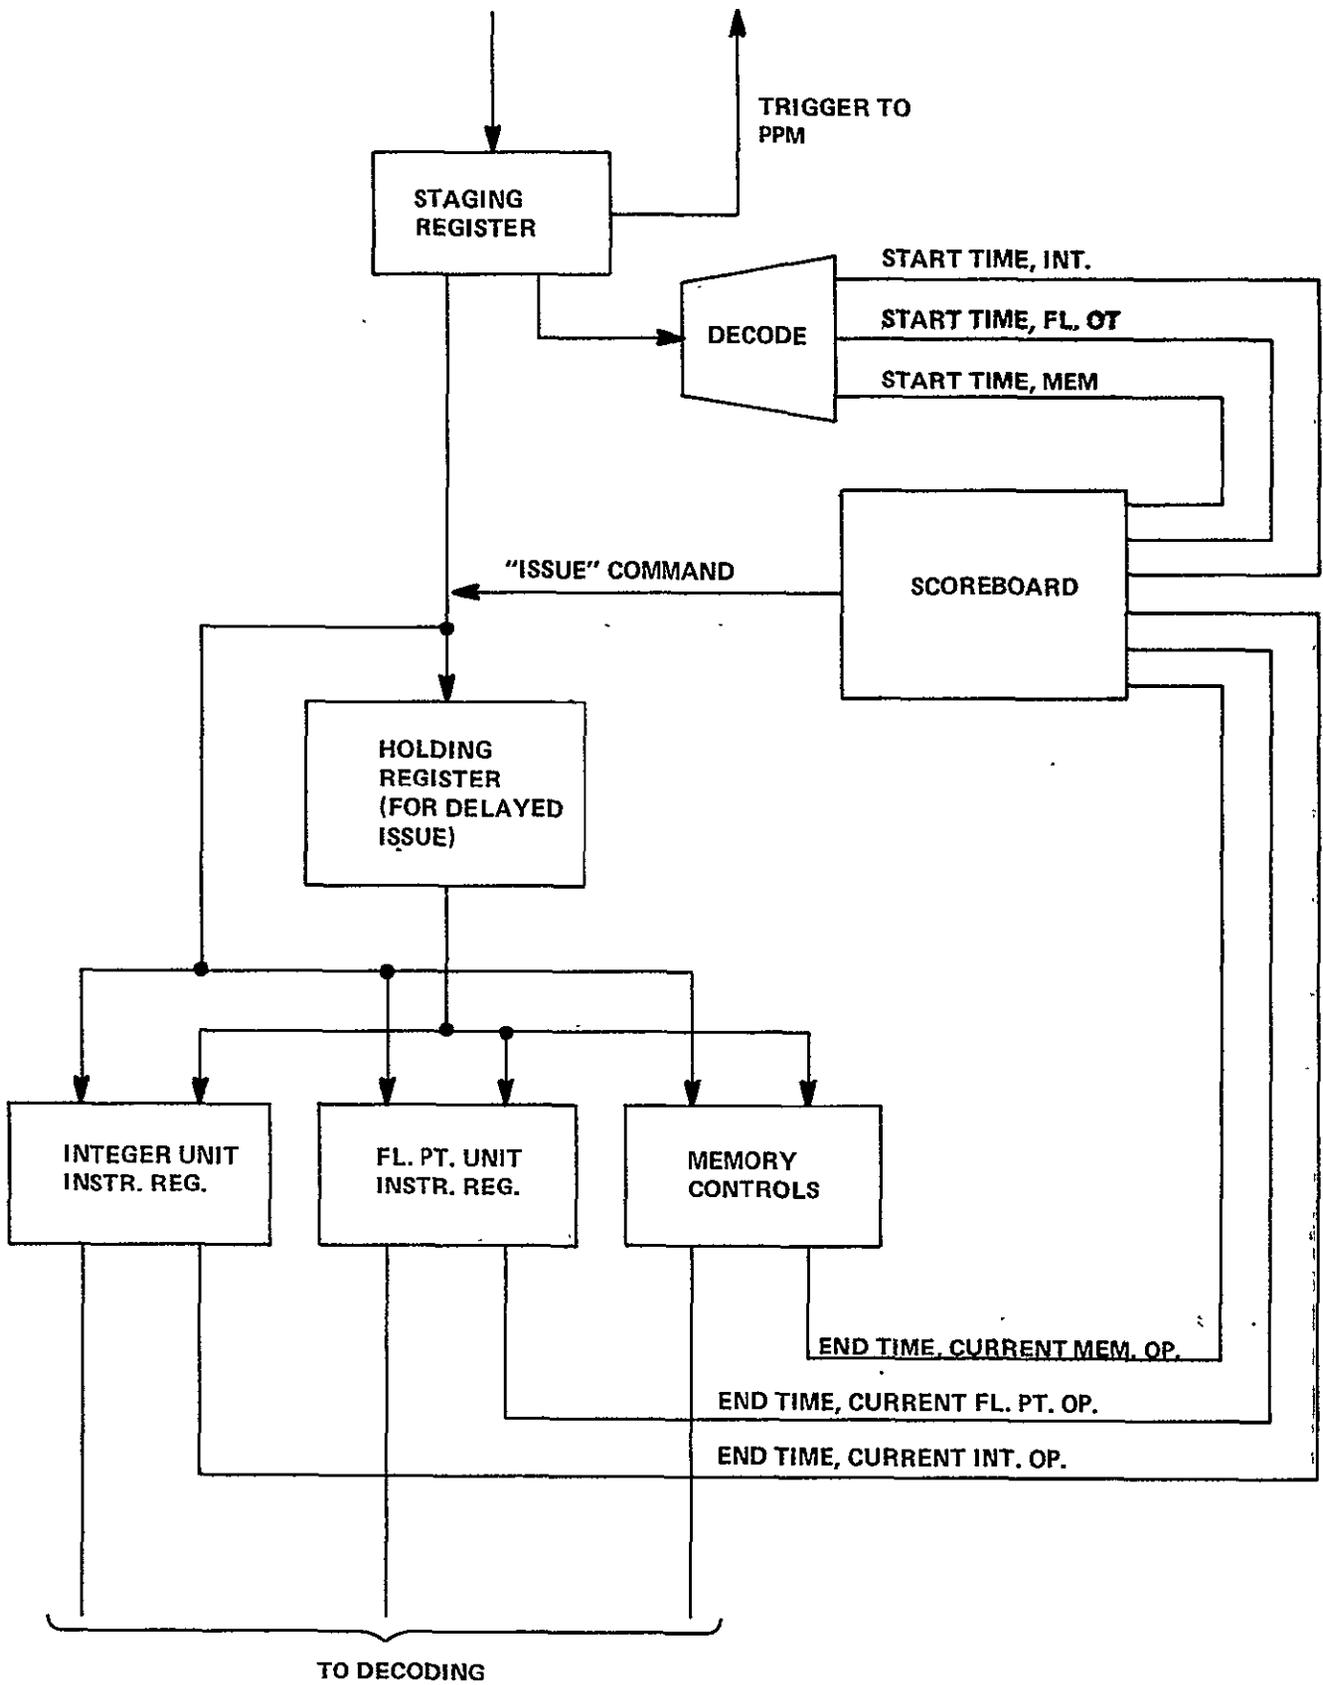 TRIGGER TO
PPM
STAGING
REGISTER
START TIME, INT.
START TIME, FL. OT
DECODE
START TIME, MEM
"ISSUE" COMMAND
SCOREBOARD
HOLDING
REGISTER
(FOR DELAYED
ISSUE)
INTEGER UNIT
INSTR. REG.
FL. PT. UNIT
INSTR. REG.
MEMORY
CONTROLS
END TIME, CURRENT MEM. OP.
END TIME, CURRENT FL. PT. OP.
END TIME, CURRENT INT. OP.
TO DECODING